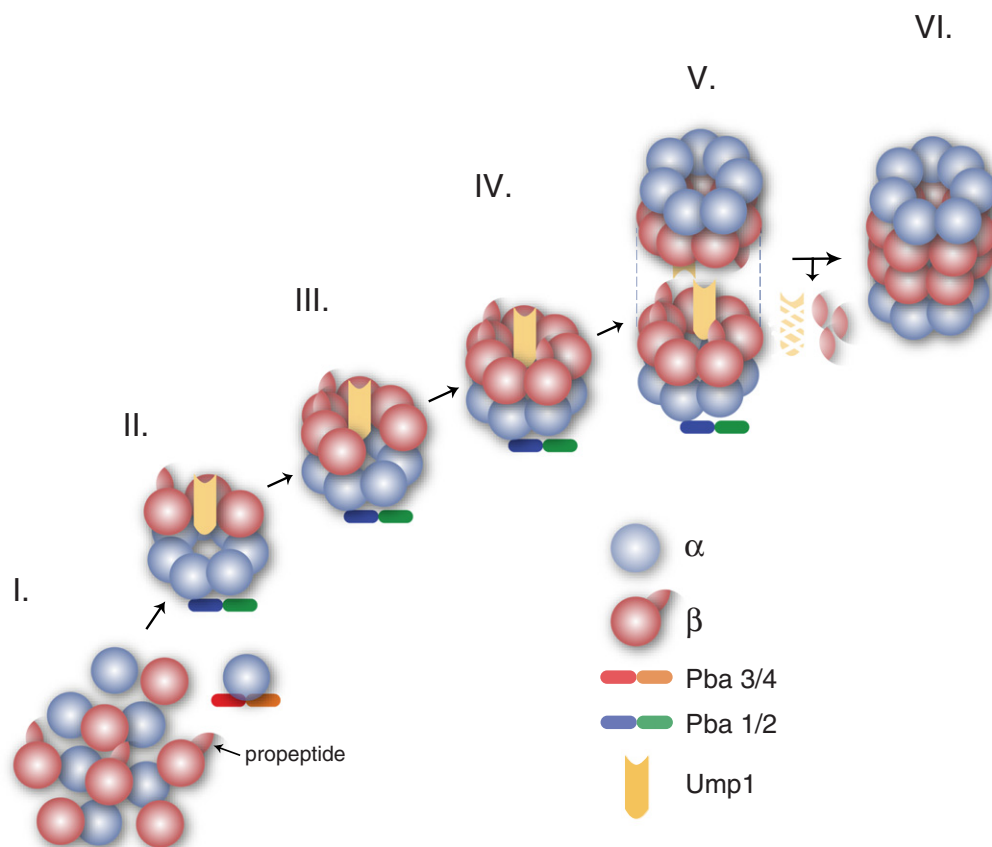 VI.
V.
IV.
III.
II.
I.
propeptide
α
β
Pba 3/4
Pba 1/2
Ump1